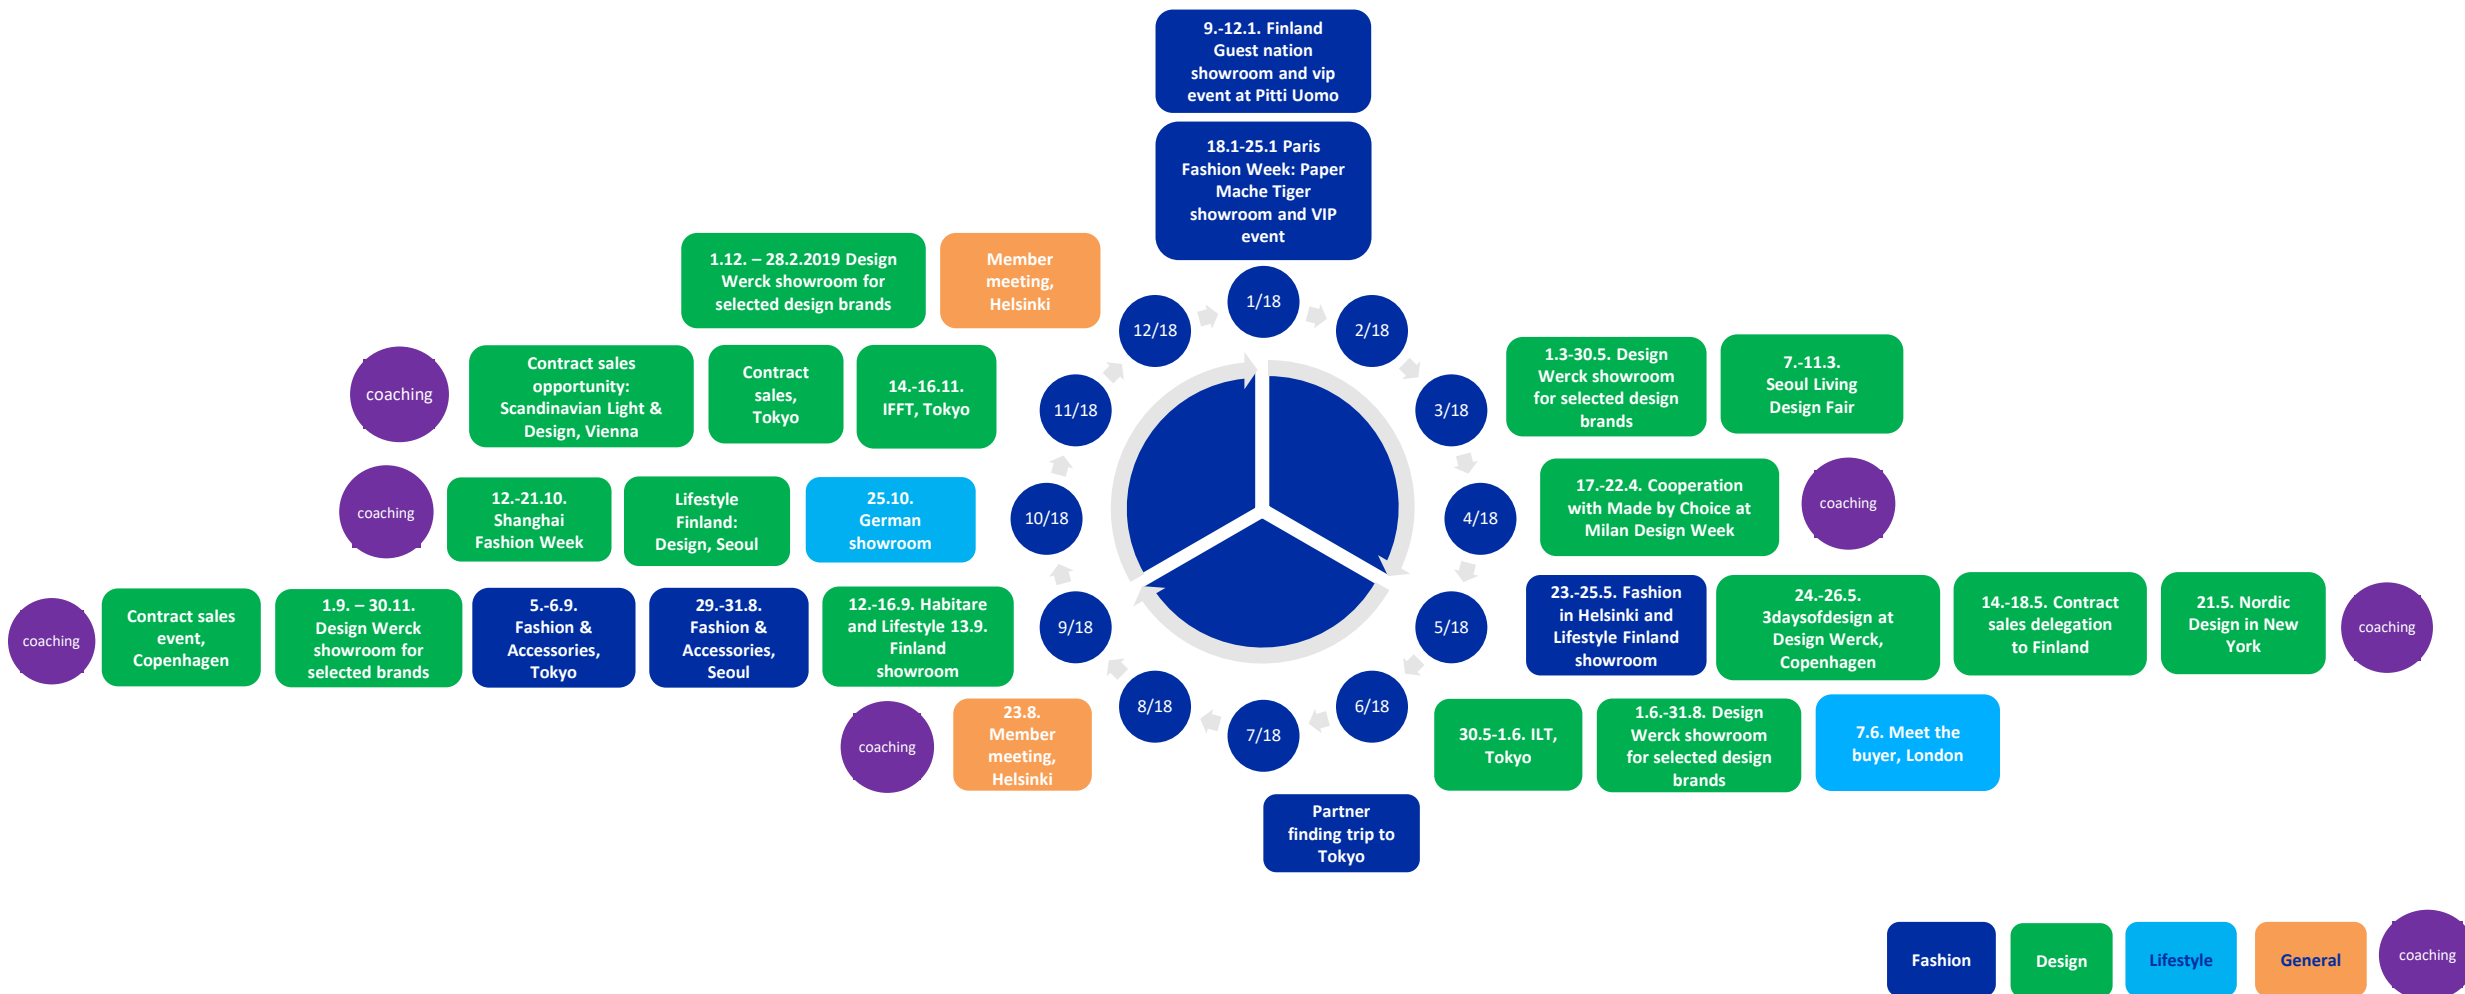 9.-12.1. Finland
Guest nation
showroom and vip
event at Pitti Uomo
18.1-25.1 Paris
Fashion Week: Paper
Mache Tiger
showroom and VIP
event
1.12. – 28.2.2019 Design
Werck showroom for
selected design brands
Member
meeting,
Helsinki
12/18
1/18
2/18
coaching
Contract sales
opportunity:
Scandinavian Light &
Design, Vienna
Contract
sales,
Tokyo
14.-16.11.
IFFT, Tokyo
11/18
3/18
1.3-30.5. Design
Werck showroom
for selected design
brands
7.-11.3.
Seoul Living
Design Fair
coaching
12.-21.10.
Shanghai
Fashion Week
Lifestyle
Finland:
Design, Seoul
25.10.
German
showroom
10/18
4/18
17.-22.4. Cooperation
with Made by Choice at
Milan Design Week
coaching
coaching
Contract sales
event,
Copenhagen
1.9. – 30.11.
Design Werck
showroom for
selected brands
5.-6.9.
Fashion &
Accessories,
Tokyo
29.-31.8.
Fashion &
Accessories,
Seoul
12.-16.9. Habitare
and Lifestyle 13.9.
Finland
showroom
9/18
5/18
23.-25.5. Fashion
in Helsinki and
Lifestyle Finland
showroom
24.-26.5.
3daysofdesign at
Design Werck,
Copenhagen
14.-18.5. Contract
sales delegation
to Finland
21.5. Nordic
Design in New
York
coaching
coaching
23.8.
Member
meeting,
Helsinki
8/18
7/18
6/18
30.5-1.6. ILT,
Tokyo
1.6.-31.8. Design
Werck showroom
for selected design
brands
7.6. Meet the
buyer, London
Partner
finding trip to
Tokyo
Fashion
Design
Lifestyle
General
coaching